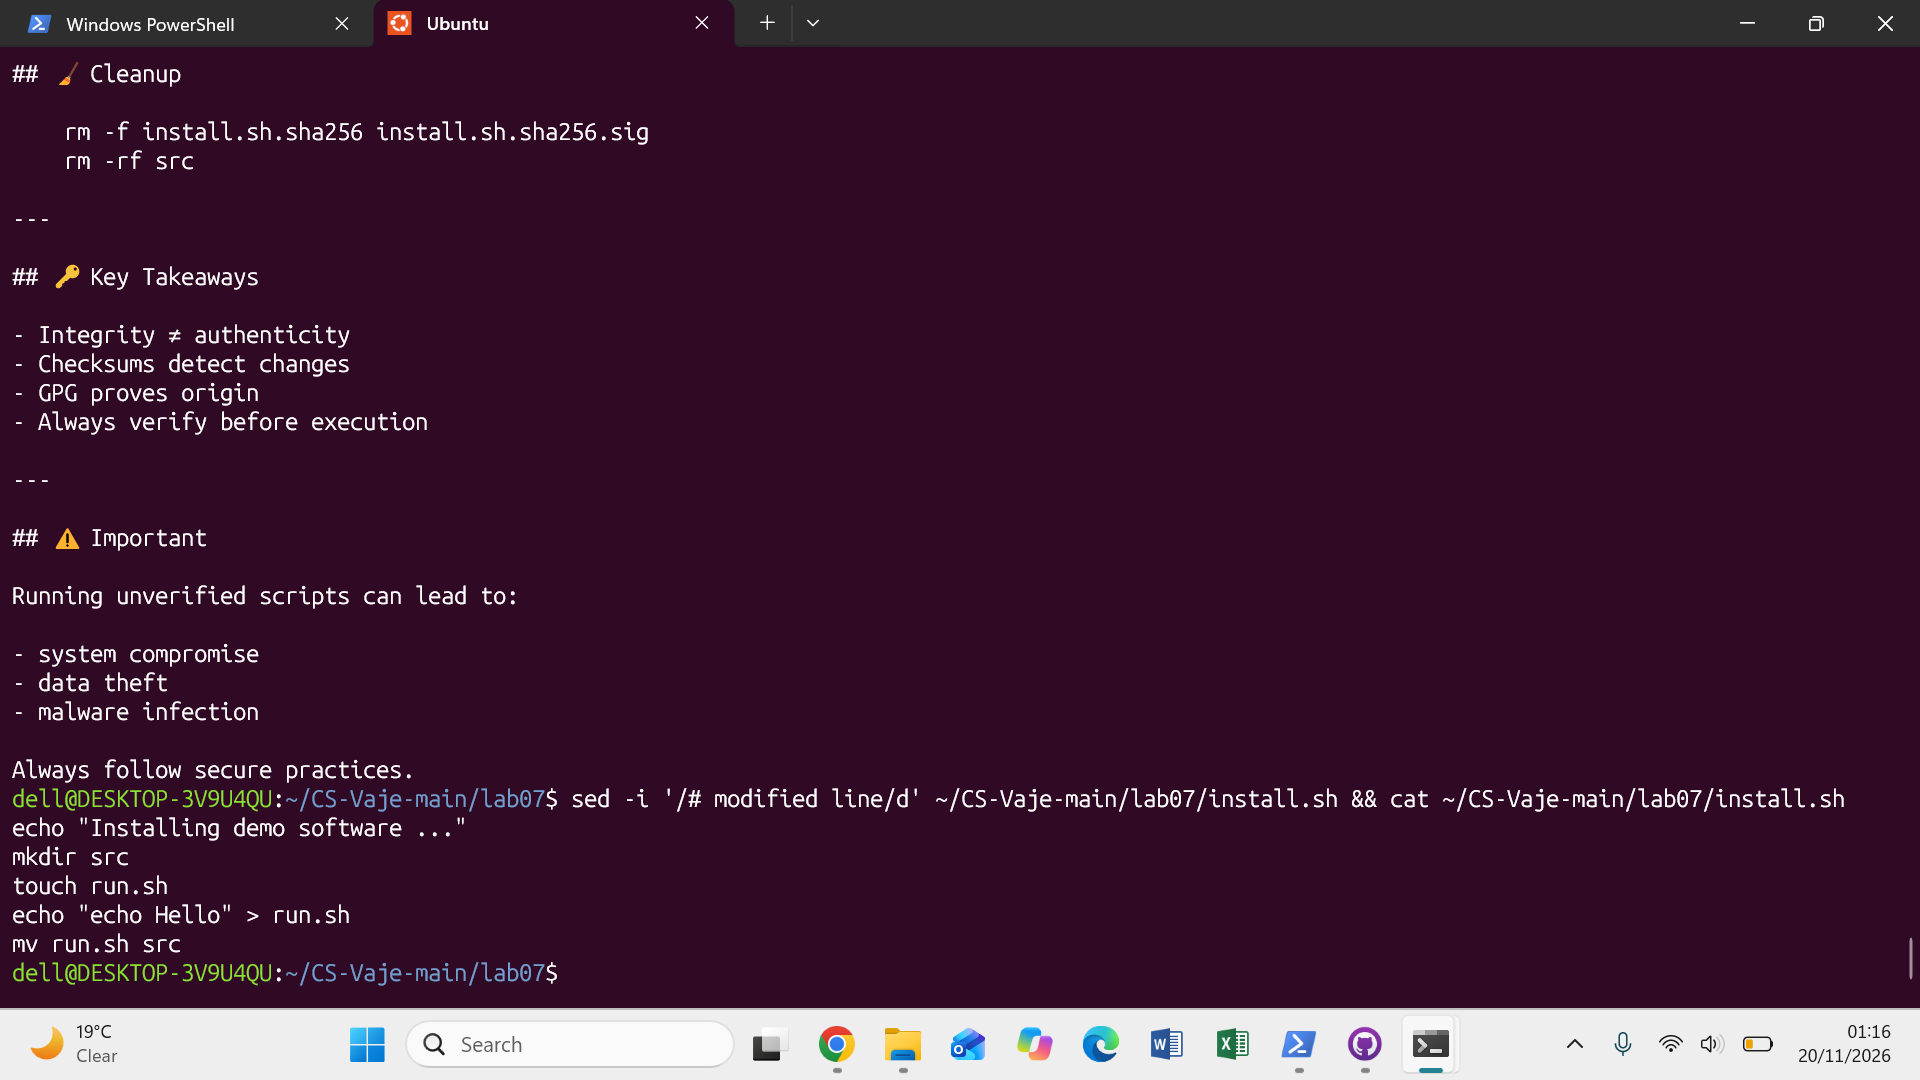 Windows PowerShell
Ubuntu
## 🧹 Cleanup
rm -f install.sh.sha256 install.sh.sha256.sig
rm -rf src
---
## 🔑 Key Takeaways
- Integrity ≠ authenticity
- Checksums detect changes
- GPG proves origin
- Always verify before execution
---
## ⚠️ Important
Running unverified scripts can lead to:
- system compromise
- data theft
- malware infection
Always follow secure practices.
dell@DESKTOP-3V9U4QU:~/CS-Vaje-main/lab07$ sed -i '/# modified line/d' ~/CS-Vaje-main/lab07/install.sh && cat ~/CS-Vaje-main/lab07/install.sh
echo "Installing demo software ..."
mkdir src
touch run.sh
echo "echo Hello" > run.sh
mv run.sh src
dell@DESKTOP-3V9U4QU:~/CS-Vaje-main/lab07$
19°C
Clear
Search
01:16
20/11/2026